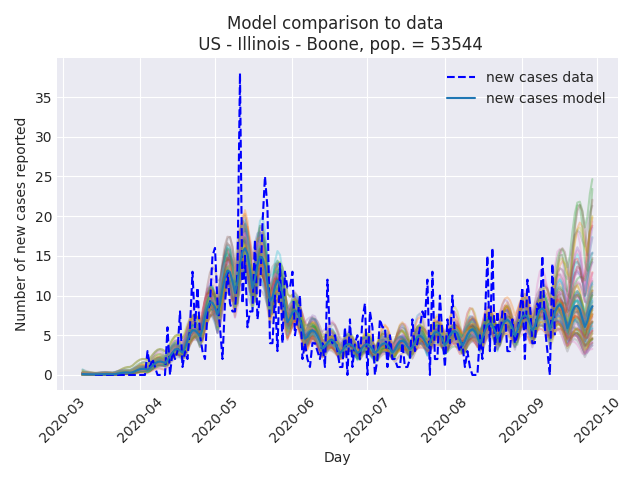 Model comparison to data
US - Illinois - Boone, pop. = 53544
new cases data
new cases model
Number of new cases reported
35
30
25
20
15
10
5
0
2020-03
2020-04
2020-05
2020-06
2020-07
2020-08
2020-09
2020-10
Day